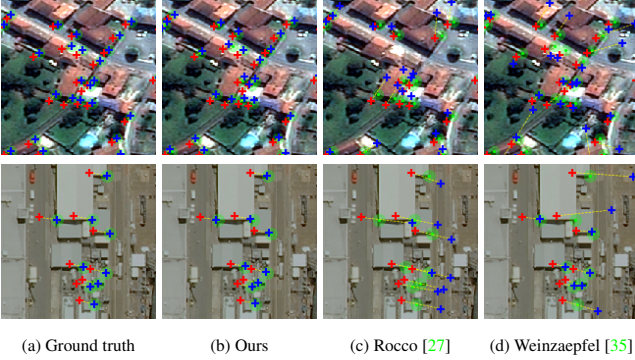 (a) Ground truth
(b) Ours
(c) Rocco [27]
(d) Weinzaepfel [35]